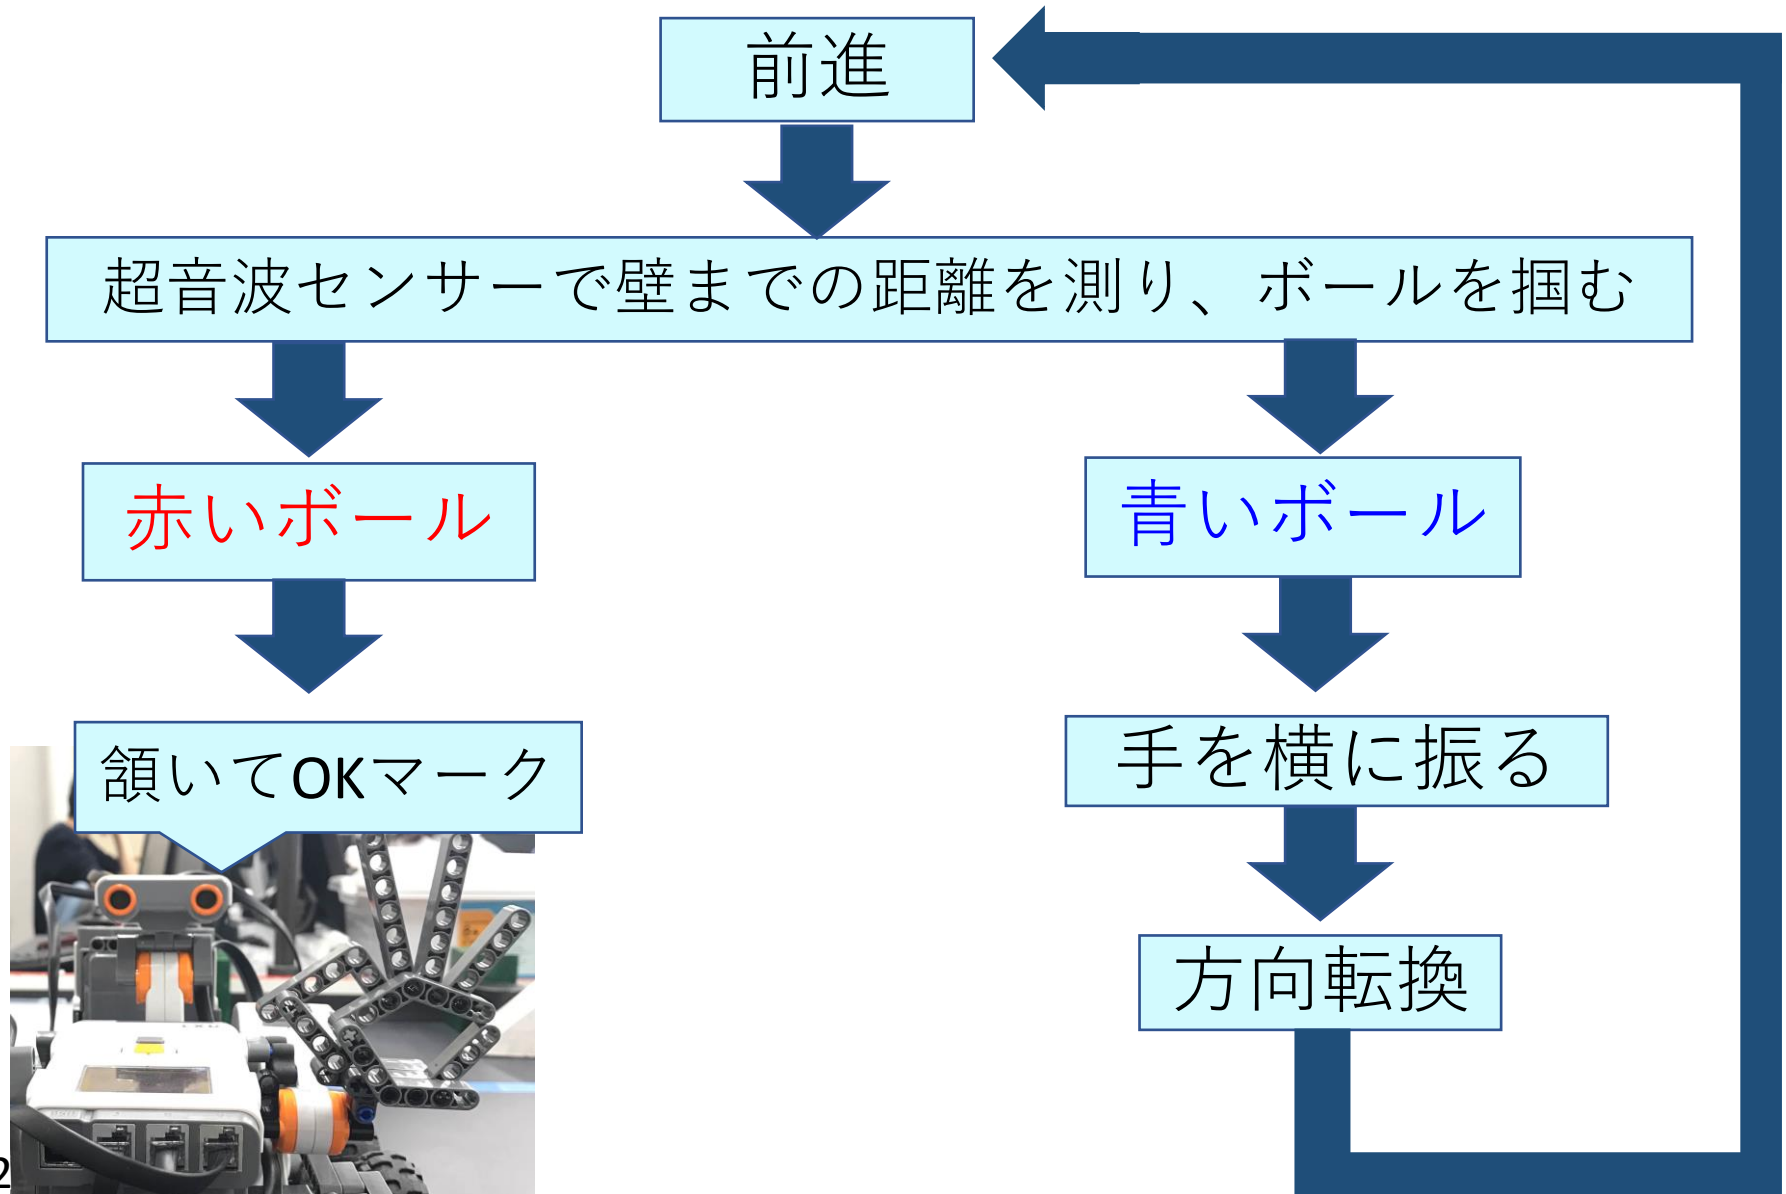 前進
超音波センサーで壁までの距離を測り、ボールを掴む
赤いボール
青いボール
頷いてOKマーク
手を横に振る
方向転換
2